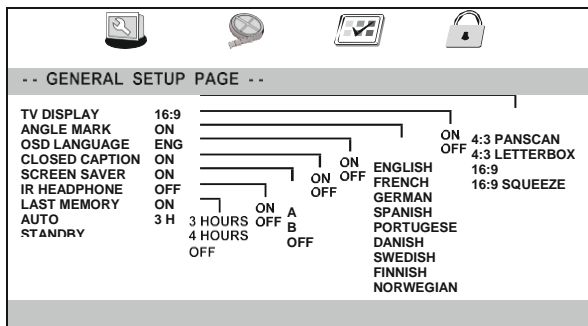 -- GENERAL SETUP PAGE --
TV DISPLAY 16:9
ANGLE MARK ON
OSD LANGUAGE ENG
CLOSED CAPTION ON
SCREEN SAVER ON
IR HEADPHONE OFF
LAST MEMORY ON
AUTO 3 H
STANDBY
3 HOURS
4 HOURS
OFF
ON
OFF
A
B
OFF
ON
OFF
ON
OFF
ENGLISH
FRENCH
GERMAN
SPANISH
PORTUGESE
DANISH
SWEDISH
FINNISH
NORWEGIAN
ON
OFF
4:3 PANSCAN
4:3 LETTERBOX
16:9
16:9 SQUEEZE